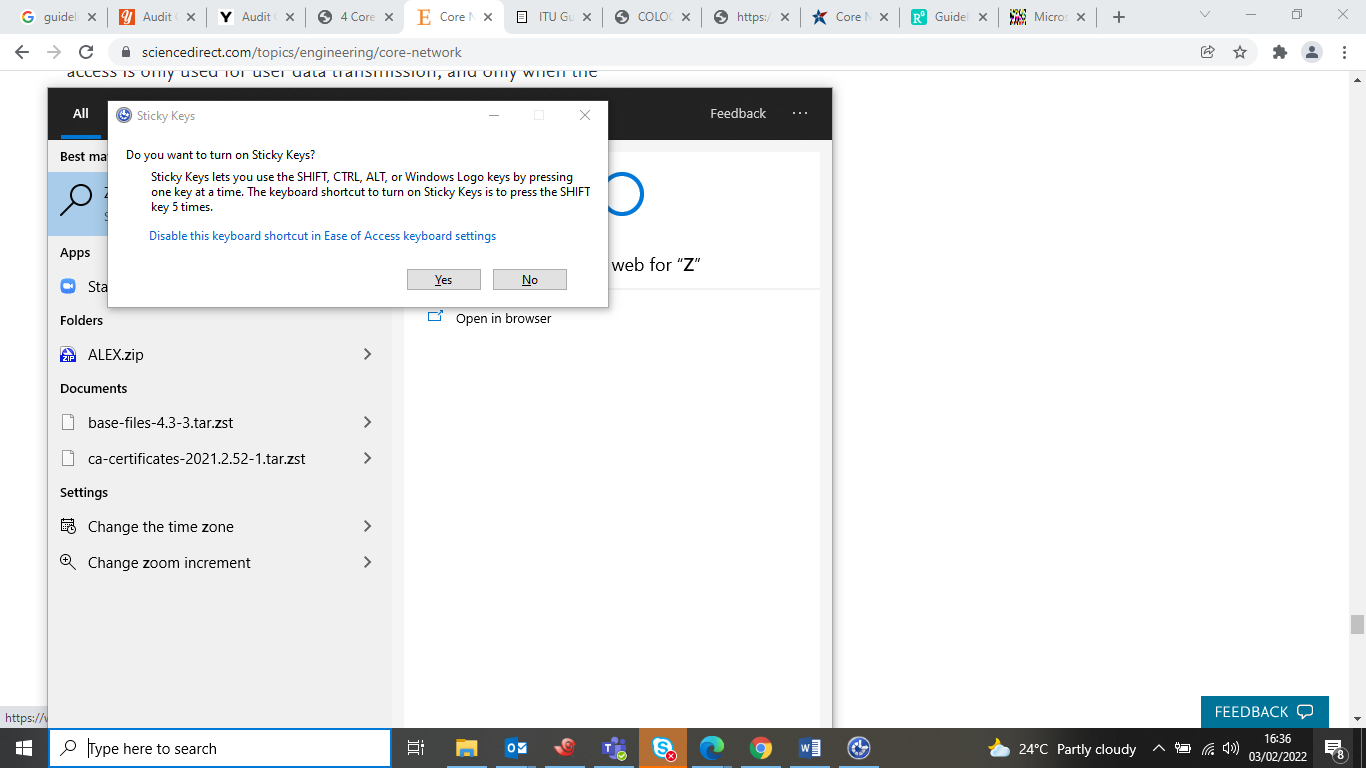 guideli
Audit
Audit
4 Core
Core N
ITU Gu
COLOC
https:/
Core N
Guidel
Micros
sciencedirect.com/topics/engineering/core-network
access is only used for user data transmission, and only when the
All
Feedback
Sticky Keys
Do you want to turn on Sticky Keys?
Sticky Keys lets you use the SHIFT, CTRL, ALT, or Windows Logo keys by pressing
one key at a time. The keyboard shortcut to turn on Sticky Keys is to press the SHIFT
key 5 times.
Disable this keyboard shortcut in Ease of Access keyboard settings
Yes
No
Best ma
Apps
Sta
Folders
ALEX.zip
Documents
base-files-4.3-3.tar.zst
ca-certificates-2021.2.52-1.tar.zst
Settings
Change the time zone
Change zoom increment
web for “Z”
Open in browser
https://w
FEEDBACK
Type here to search
24°C Partly cloudy
16:36
03/02/2022
8